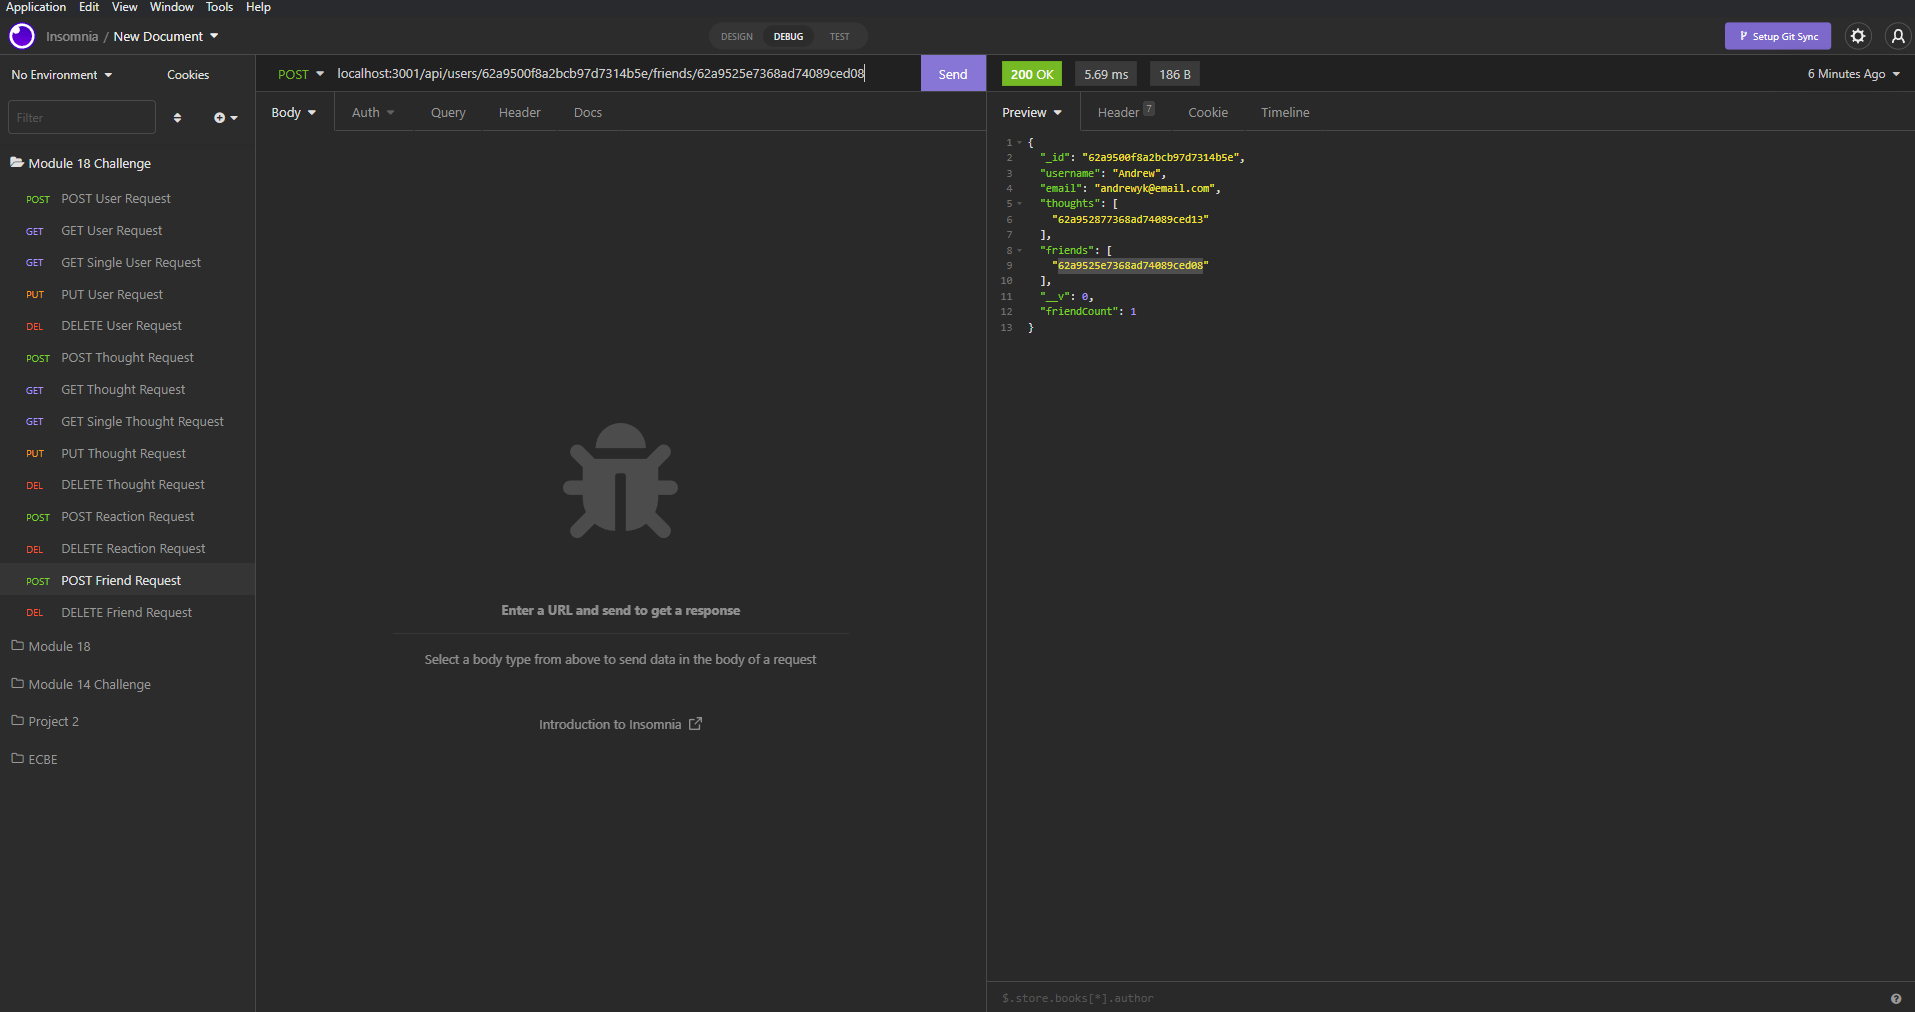 Application Edit View Window Tools Help
Insomnia / New Document
DESIGN DEBUG TEST
Setup Git Sync
No Environment Cookies
POST localhost:3001/api/users/62a9500f8a2bcb97d7314b5e/friends/62a9525e7368ad74089ced08 Send
200 OK 5.69 ms 186 B 6 Minutes Ago
Filter
Body Auth Query Header Docs
Preview Header 7 Cookie Timeline
Module 18 Challenge
POST POST User Request
GET GET User Request
GET GET Single User Request
PUT PUT User Request
DEL DELETE User Request
POST POST Thought Request
GET GET Thought Request
GET GET Single Thought Request
PUT PUT Thought Request
DEL DELETE Thought Request
POST POST Reaction Request
DEL DELETE Reaction Request
POST POST Friend Request
DEL DELETE Friend Request
Module 18
Module 14 Challenge
Project 2
ECBE
Enter a URL and send to get a response
Select a body type from above to send data in the body of a request
Introduction to Insomnia
1 {
2 "_id": "62a9500f8a2bcb97d7314b5e",
3 "username": "Andrew",
4 "email": "andrewyk@email.com",
5 "thoughts": [
6 "62a952877368ad74089ced13"
7 ],
8 "friends": [
9 "62a9525e7368ad74089ced08"
10 ],
11 "__v": 0,
12 "friendCount": 1
13 }
$.store.books[*].author